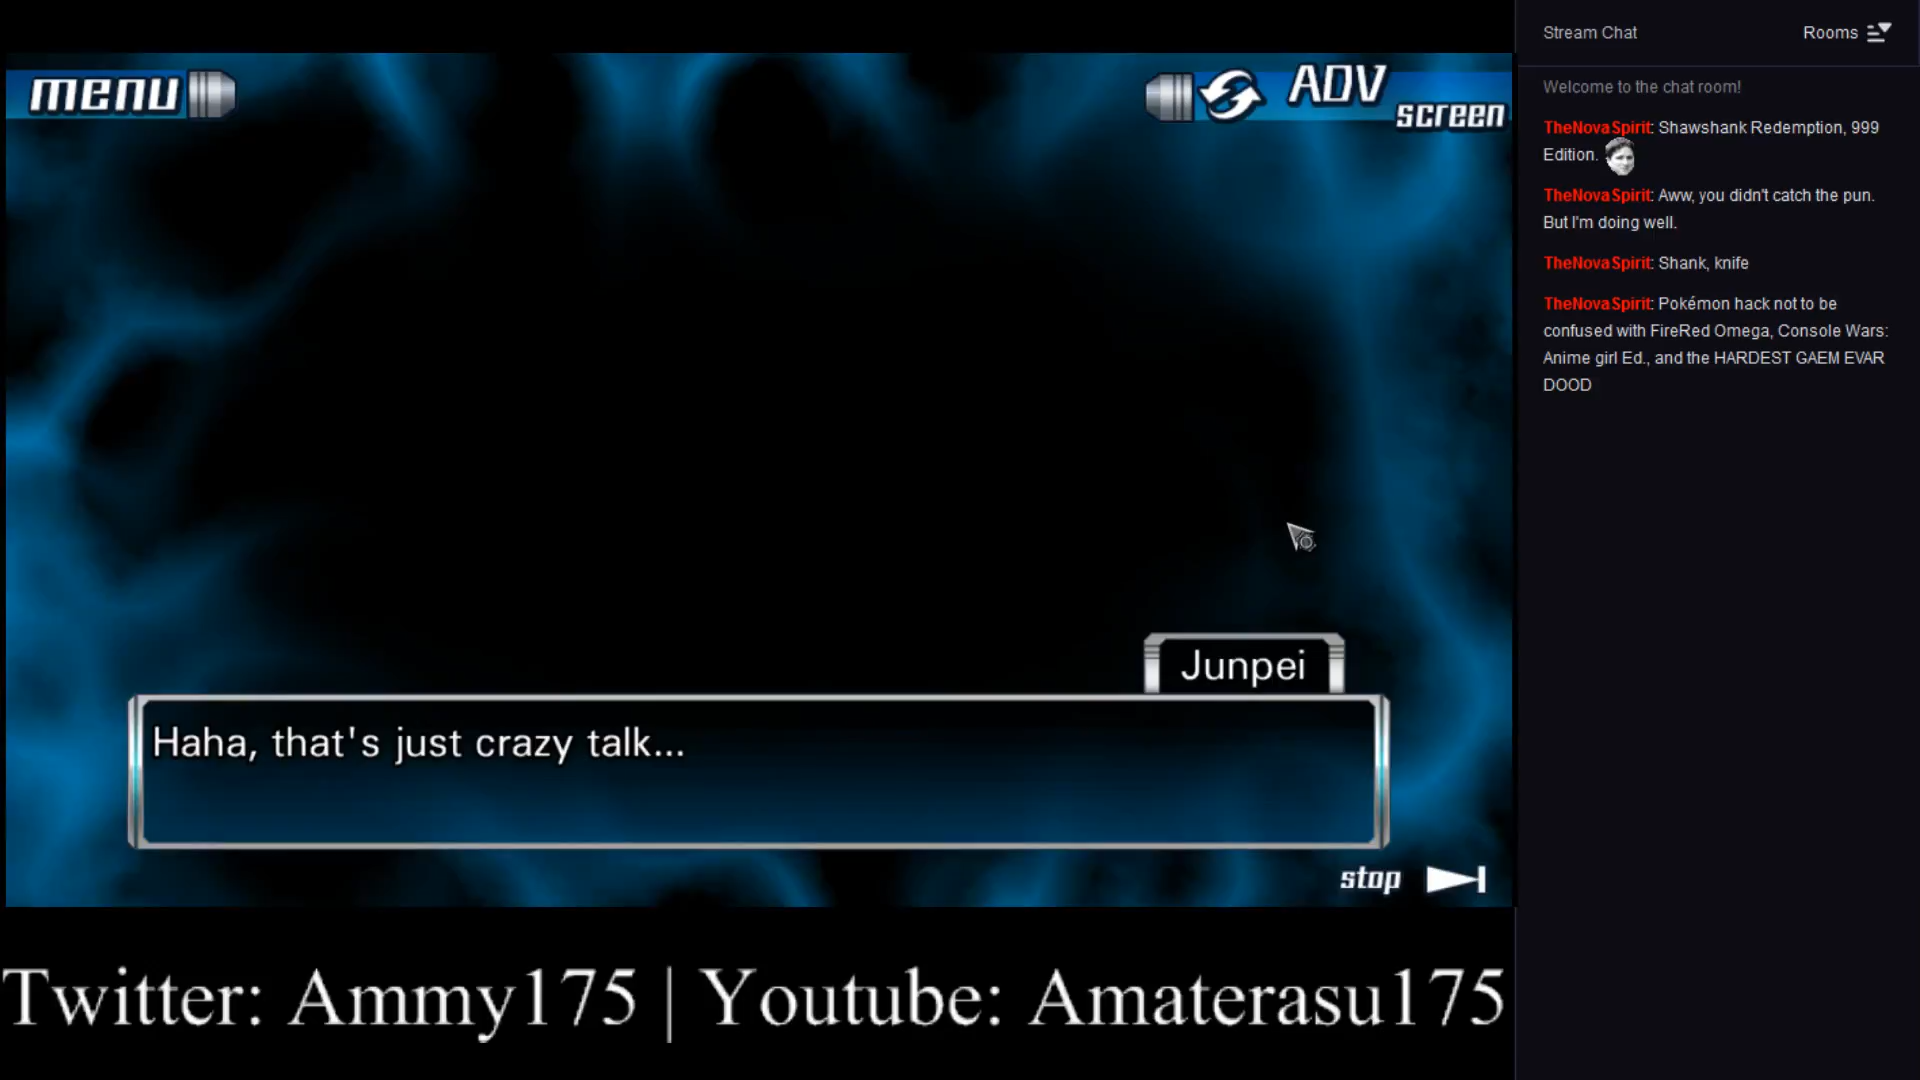 menu
ADV
screen
Junpei
Haha, that's just crazy talk...
stop
Twitter: Ammy175 | Youtube: Amaterasu175
Stream Chat
Rooms
Welcome to the chat room!
TheNovaSpirit: Shawshank Redemption, 999
Edition.
TheNovaSpirit: Aww, you didn't catch the pun.
But I'm doing well.
TheNovaSpirit: Shank, knife
TheNovaSpirit: Pokémon hack not to be
confused with FireRed Omega, Console Wars:
Anime girl Ed., and the HARDEST GAEM EVAR
DOOD